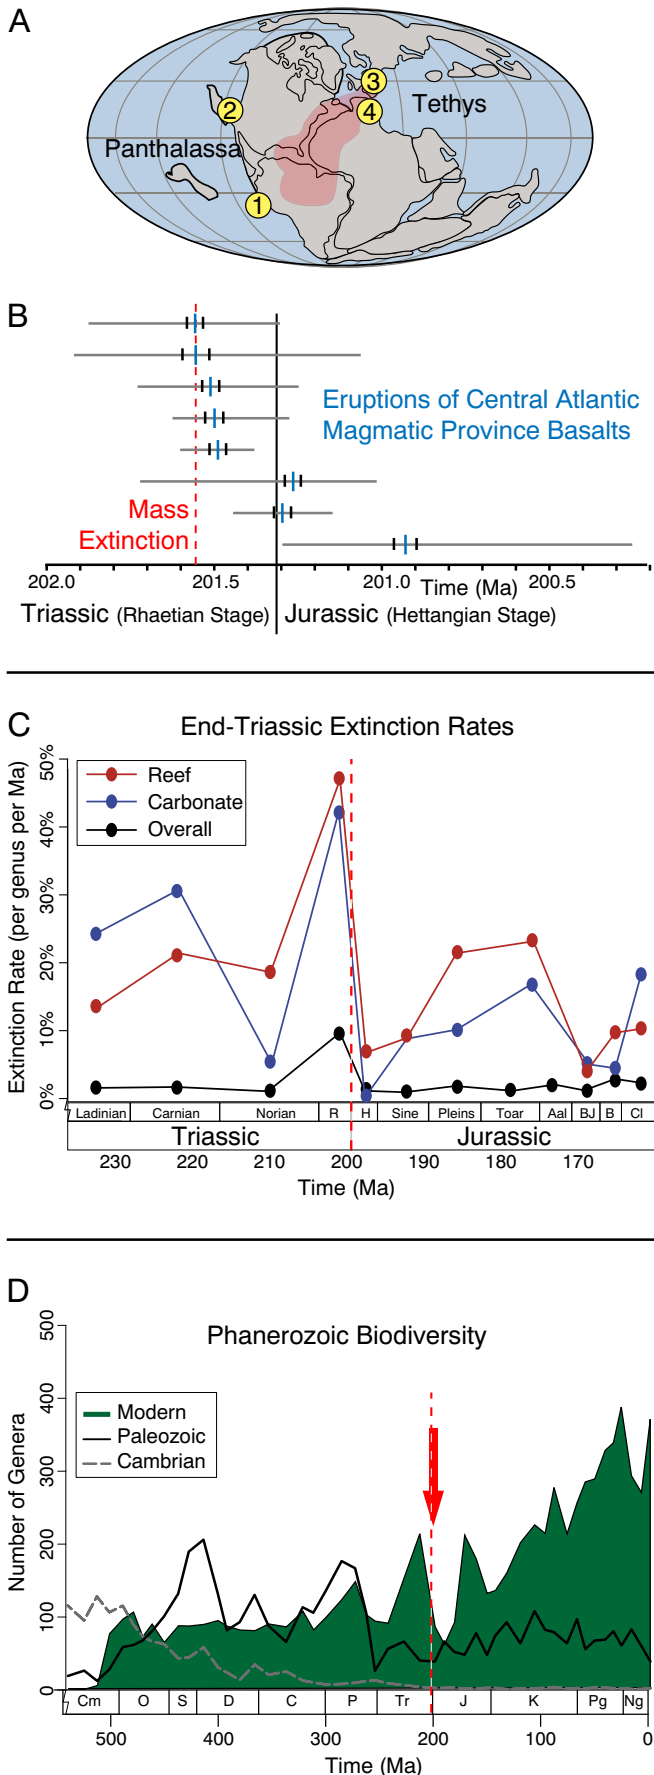 A
3
2
4
Tethys
Panthalassa
1
B
Eruptions of Central Atlantic
Magmatic Province Basalts
Mass
Extinction
202.0 201.5 201.0 Time (Ma) 200.5
Triassic (Rhaetian Stage) Jurassic (Hettangian Stage)
C
End-Triassic Extinction Rates
Extinction Rate (per genus per Ma)
50%
40%
30%
20%
10%
0%
Reef
Carbonate
Overall
Ladinian Carnian Norian R H Sine Pleins Toar Aal BJ B Cl
Triassic Jurassic
230 220 210 200 190 180 170
Time (Ma)
D
Phanerozoic Biodiversity
Number of Genera
500
400
300
200
100
0
Modern
Paleozoic
Cambrian
Cm O S D C P Tr J K Pg Ng
500 400 300 200 100 0
Time (Ma)